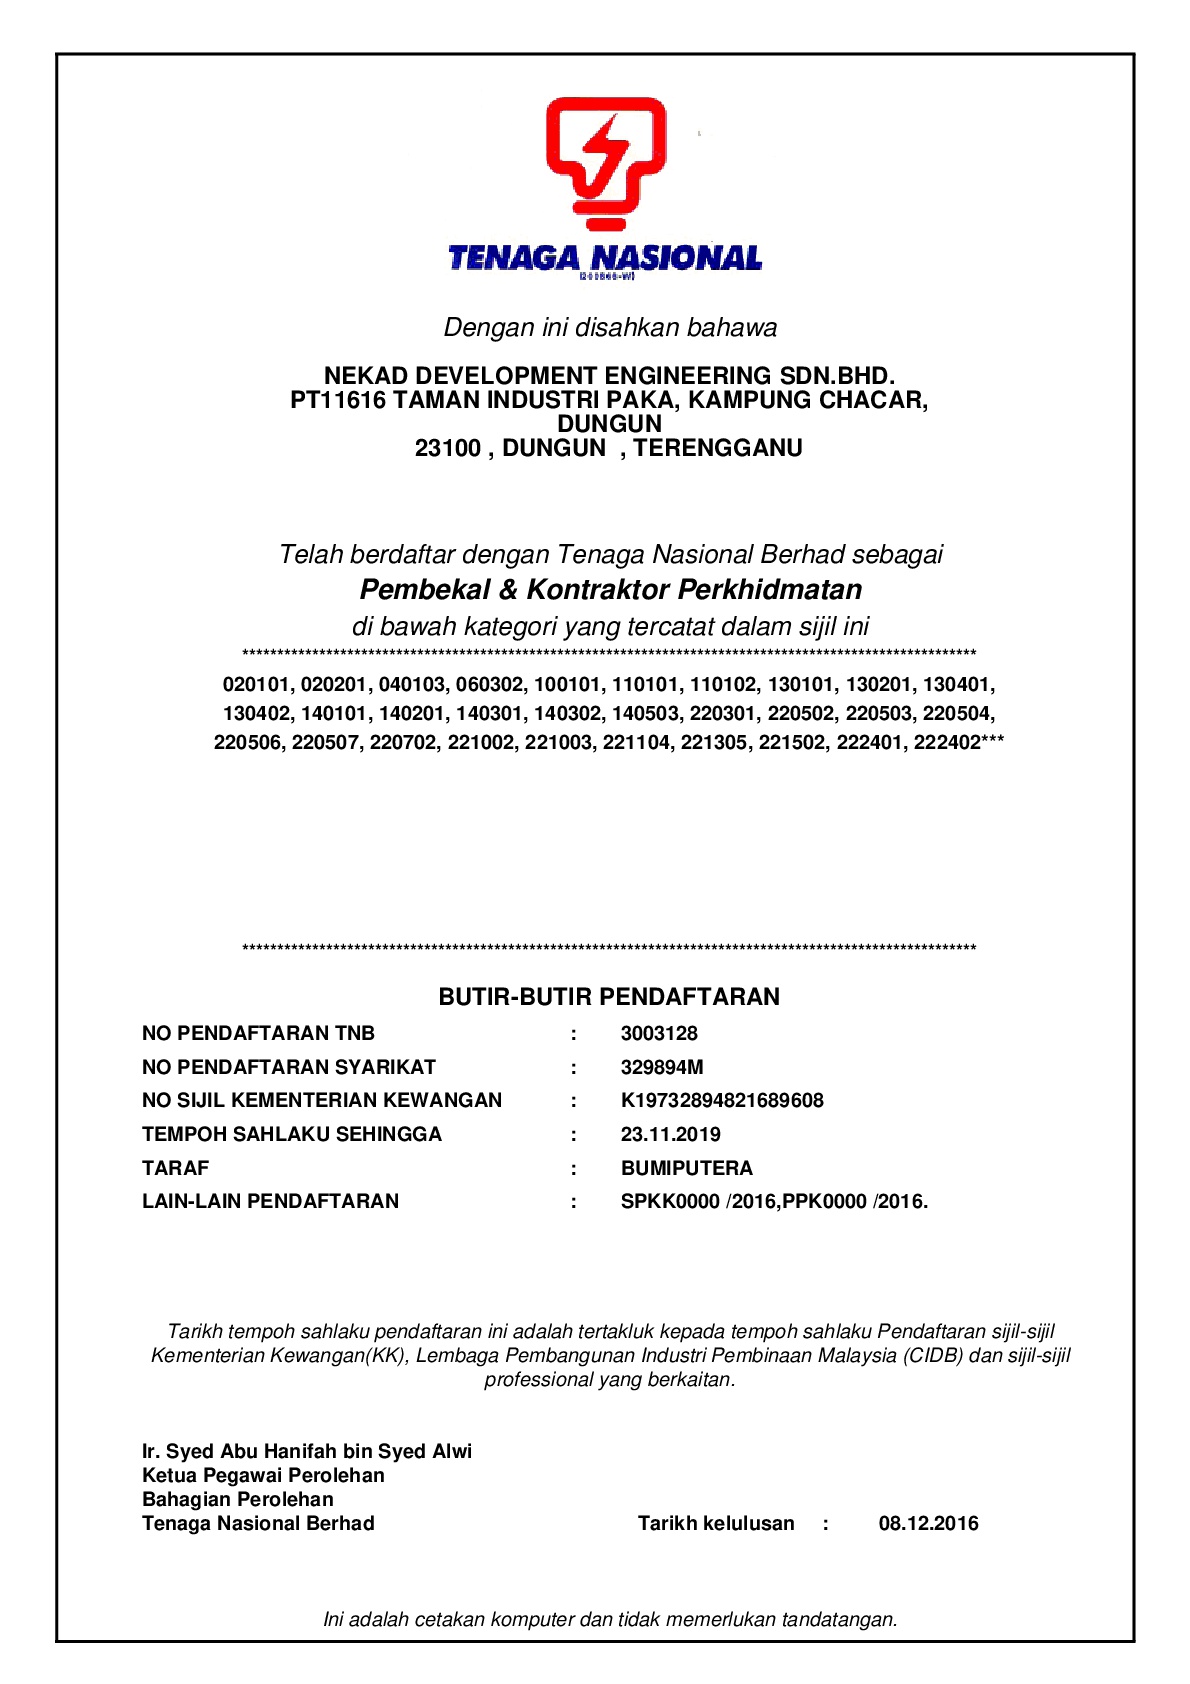 TENAGA NASIONAL
Dengan ini disahkan bahawa
NEKAD DEVELOPMENT ENGINEERING SDN.BHD.
PT11616 TAMAN INDUSTRI PAKA, KAMPUNG CHACAR,
DUNGUN
23100 , DUNGUN  , TERENGGANU
Telah berdaftar dengan Tenaga Nasional Berhad sebagai
Pembekal & Kontraktor Perkhidmatan
di bawah kategori yang tercatat dalam sijil ini
*********************************************************************************************************
020101, 020201, 040103, 060302, 100101, 110101, 110102, 130101, 130201, 130401,
130402, 140101, 140201, 140301, 140302, 140503, 220301, 220502, 220503, 220504,
220506, 220507, 220702, 221002, 221003, 221104, 221305, 221502, 222401, 222402***
*********************************************************************************************************
BUTIR-BUTIR PENDAFTARAN
NO PENDAFTARAN TNB : 3003128
NO PENDAFTARAN SYARIKAT : 329894M
NO SIJIL KEMENTERIAN KEWANGAN : K19732894821689608
TEMPOH SAHLAKU SEHINGGA : 23.11.2019
TARAF : BUMIPUTERA
LAIN-LAIN PENDAFTARAN : SPKK0000 /2016,PPK0000 /2016.
Tarikh tempoh sahlaku pendaftaran ini adalah tertakluk kepada tempoh sahlaku Pendaftaran sijil-sijil
Kementerian Kewangan(KK), Lembaga Pembangunan Industri Pembinaan Malaysia (CIDB) dan sijil-sijil
professional yang berkaitan.
Ir. Syed Abu Hanifah bin Syed Alwi
Ketua Pegawai Perolehan
Bahagian Perolehan
Tenaga Nasional Berhad Tarikh kelulusan : 08.12.2016
Ini adalah cetakan komputer dan tidak memerlukan tandatangan.